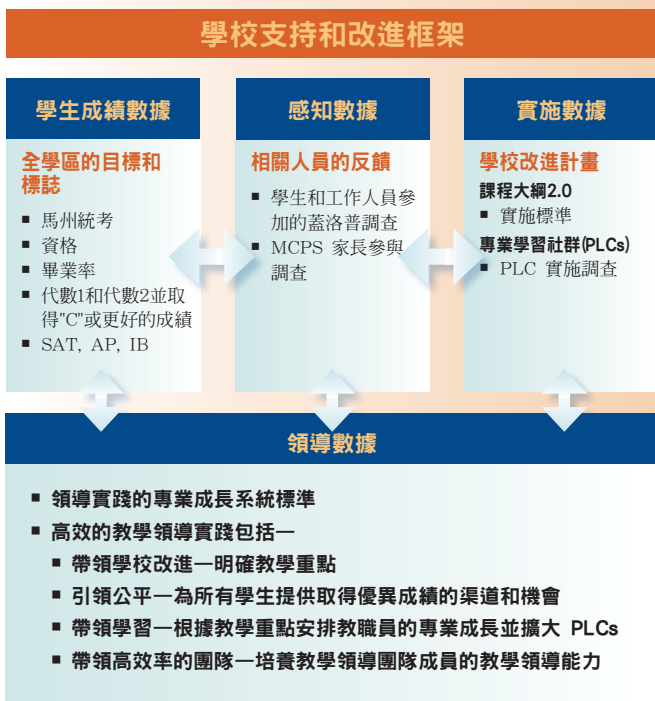 學校支持和改進框架
學生成績數據
全學區的目標和
標誌
■ 馬州統考
■ 資格
■ 畢業率
■ 代數1和代數2並取
得"C"或更好的成績
■ SAT, AP, IB
感知數據
相關人員的反饋
■ 學生和工作人員參
加的蓋洛普調查
■ MCPS 家長參與
調查
實施數據
學校改進計畫
課程大綱2.0
■ 實施標準
專業學習社群(PLCs)
■ PLC 實施調查
領導數據
■ 領導實踐的專業成長系統標準
■ 高效的教學領導實踐包括—
■ 帶領學校改進—明確教學重點
■ 引領公平—為所有學生提供取得優異成績的渠道和機會
■ 帶領學習—根據教學重點安排教職員的專業成長並擴大 PLCs
■ 帶領高效率的團隊—培養教學領導團隊成員的教學領導能力